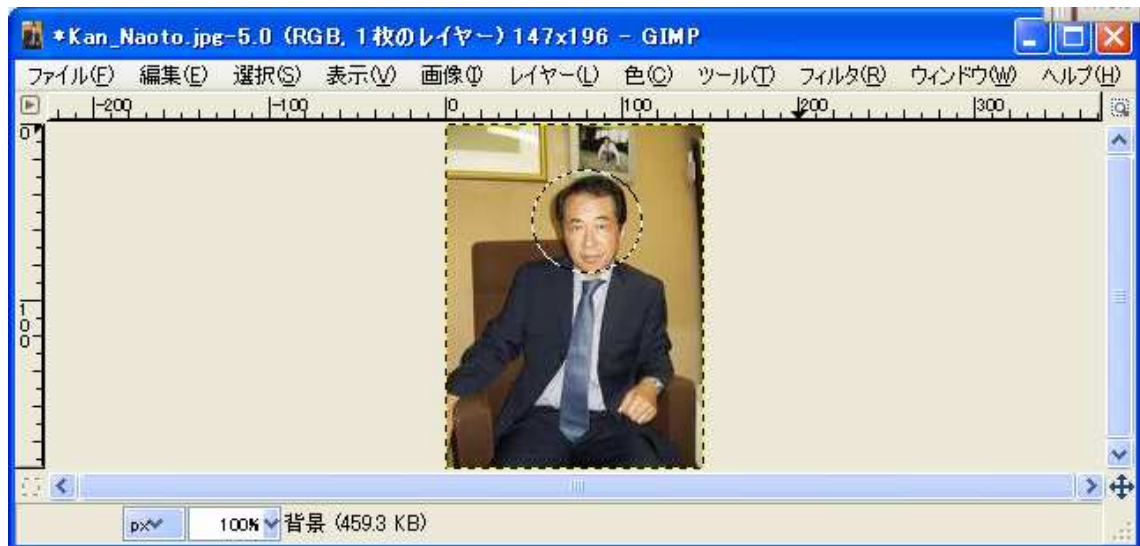 *Kan_Naoto.jpg-5.0 (RGB, 1枚のレイヤー) 147x196 – GIMP
ファイル(F) 編集(E) 選択(S) 表示(V) 画像(I) レイヤー(L) 色(C) ツール(T) フィルタ(R) ウィンドウ(W) ヘルプ(H)
-200 -100 0 100 200 300
0
100
px 100% 背景 (459.3 KB)